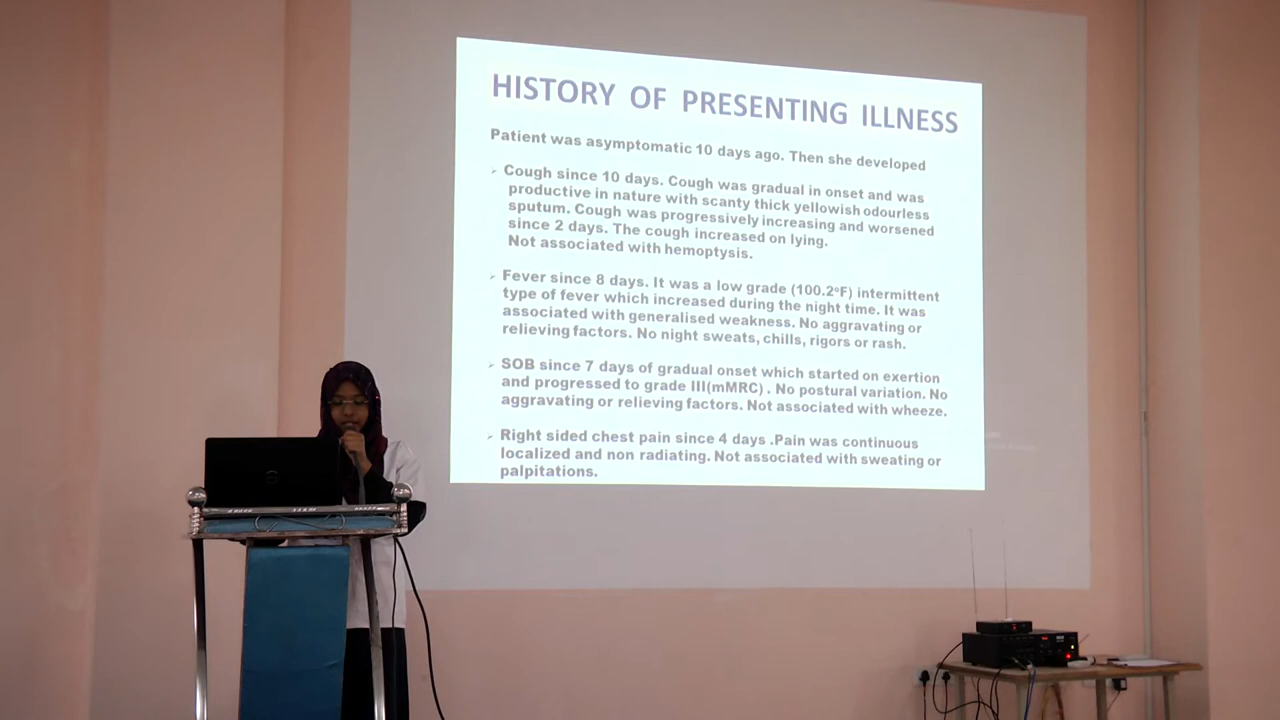 HISTORY OF PRESENTING ILLNESS
Patient was asymptomatic 10 days ago. Then she developed
Cough since 10 days. Cough was gradual in onset and was
productive in nature with scanty thick yellowish odourless
sputum. Cough was progressively increasing and worsened
since 2 days. The cough increased on lying.
Not associated with hemoptysis.
Fever since 8 days. It was a low grade (100.2°F) intermittent
type of fever which increased during the night time. It was
associated with generalised weakness. No aggravating or
relieving factors. No night sweats, chills, rigors or rash.
SOB since 7 days of gradual onset which started on exertion
and progressed to grade III(mMRC) . No postural variation. No
aggravating or relieving factors. Not associated with wheeze.
Right sided chest pain since 4 days .Pain was continuous
localized and non radiating. Not associated with sweating or
palpitations.